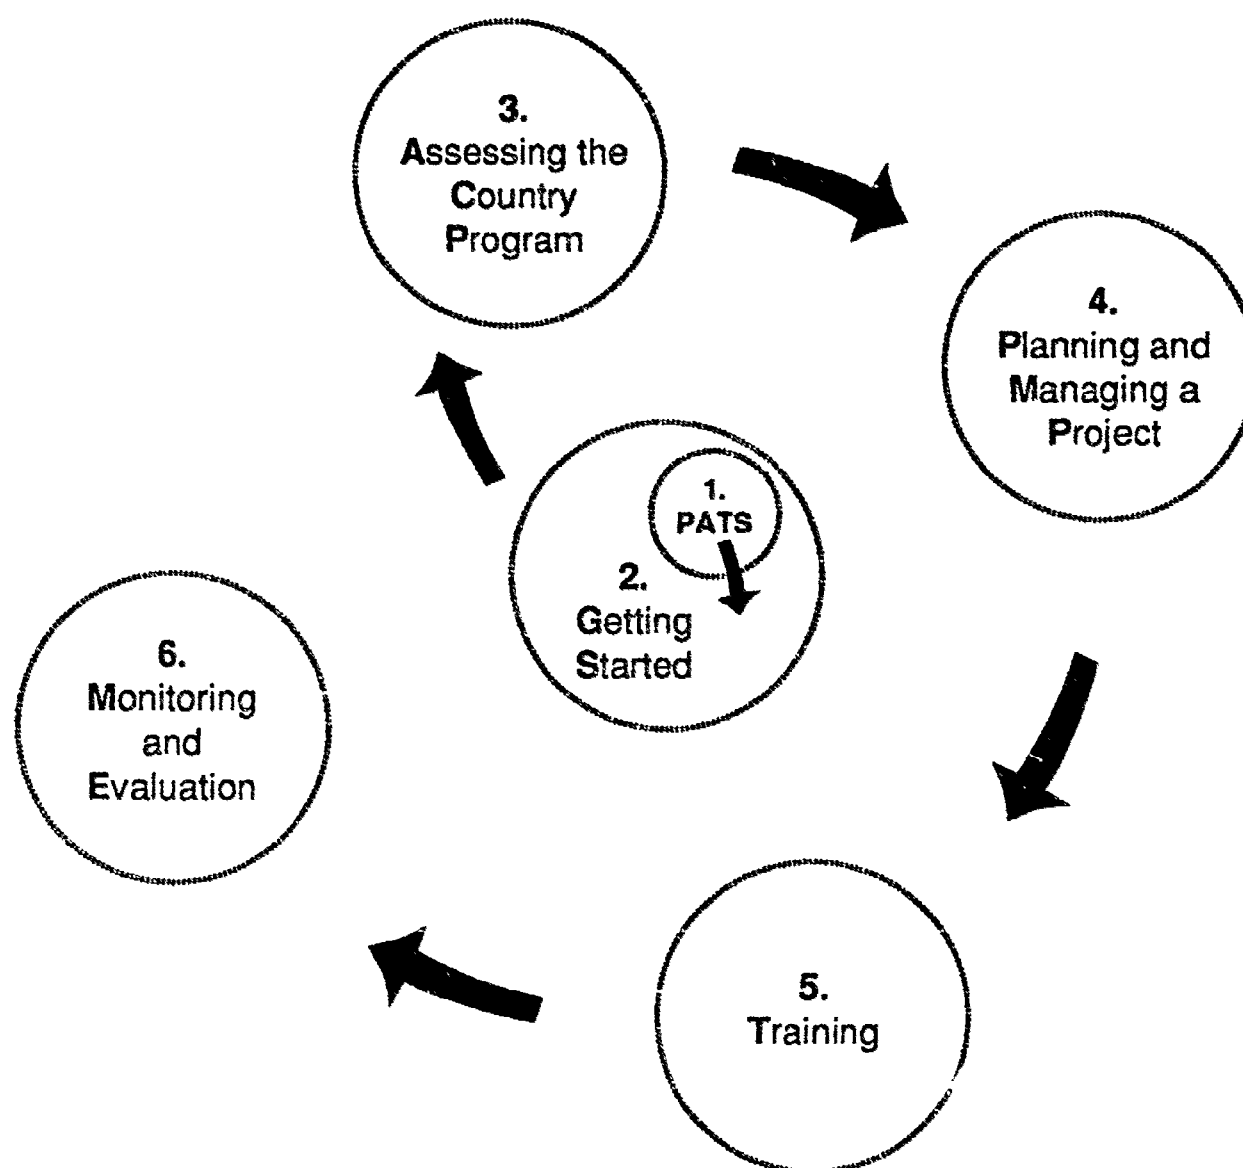 1.
PATS
2.
Getting
Started
3.
Assessing the
Country
Program
4.
Planning and
Managing a
Project
5.
Training
6.
Monitoring
and
Evaluation